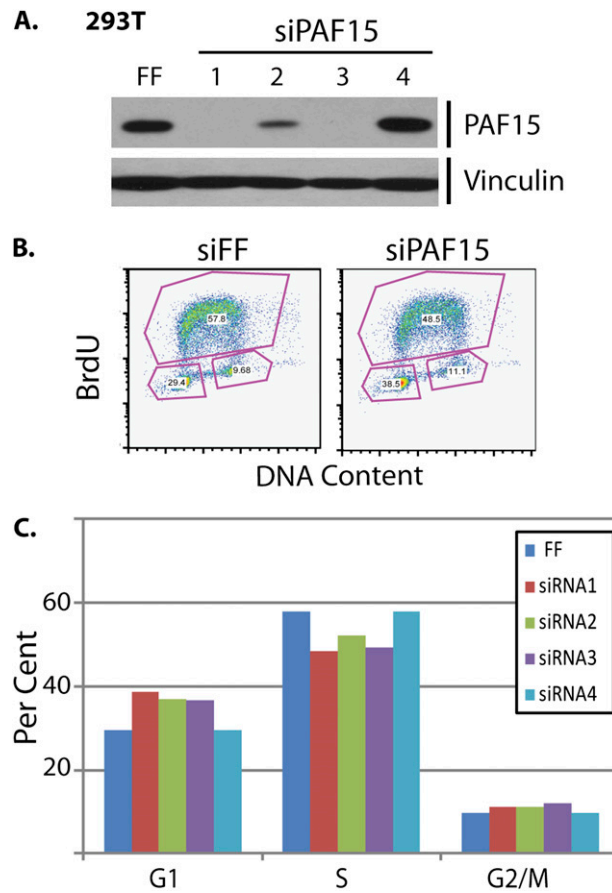 A. 293T
siPAF15
FF 1 2 3 4
PAF15
Vinculin
B. siFF siPAF15
57.8
29.4
9.68
48.5
38.5
11.1
BrdU
DNA Content
C.
Per Cent
60
40
20
G1 S G2/M
FF
siRNA1
siRNA2
siRNA3
siRNA4